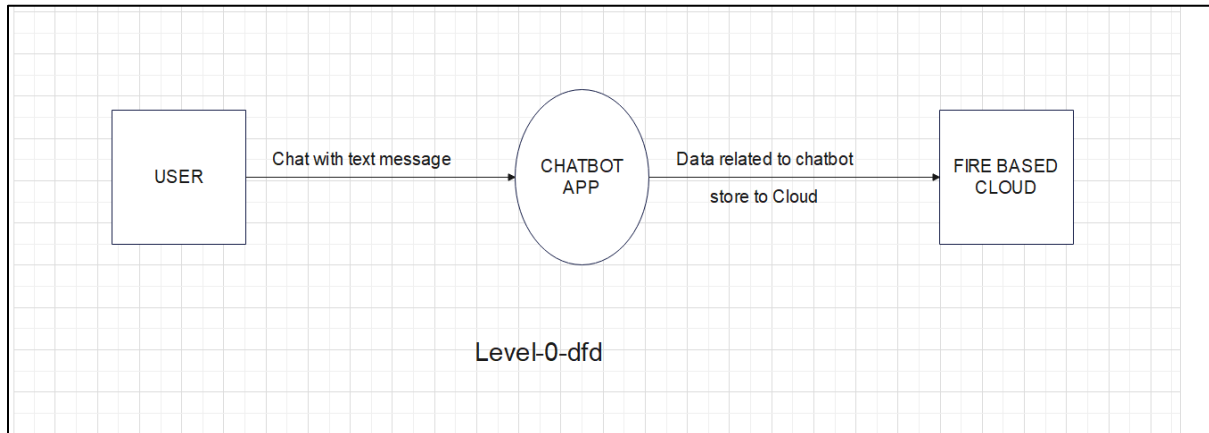 USER
Chat with text message
CHATBOT
APP
Data related to chatbot
store to Cloud
FIRE BASED
CLOUD
Level-0-dfd